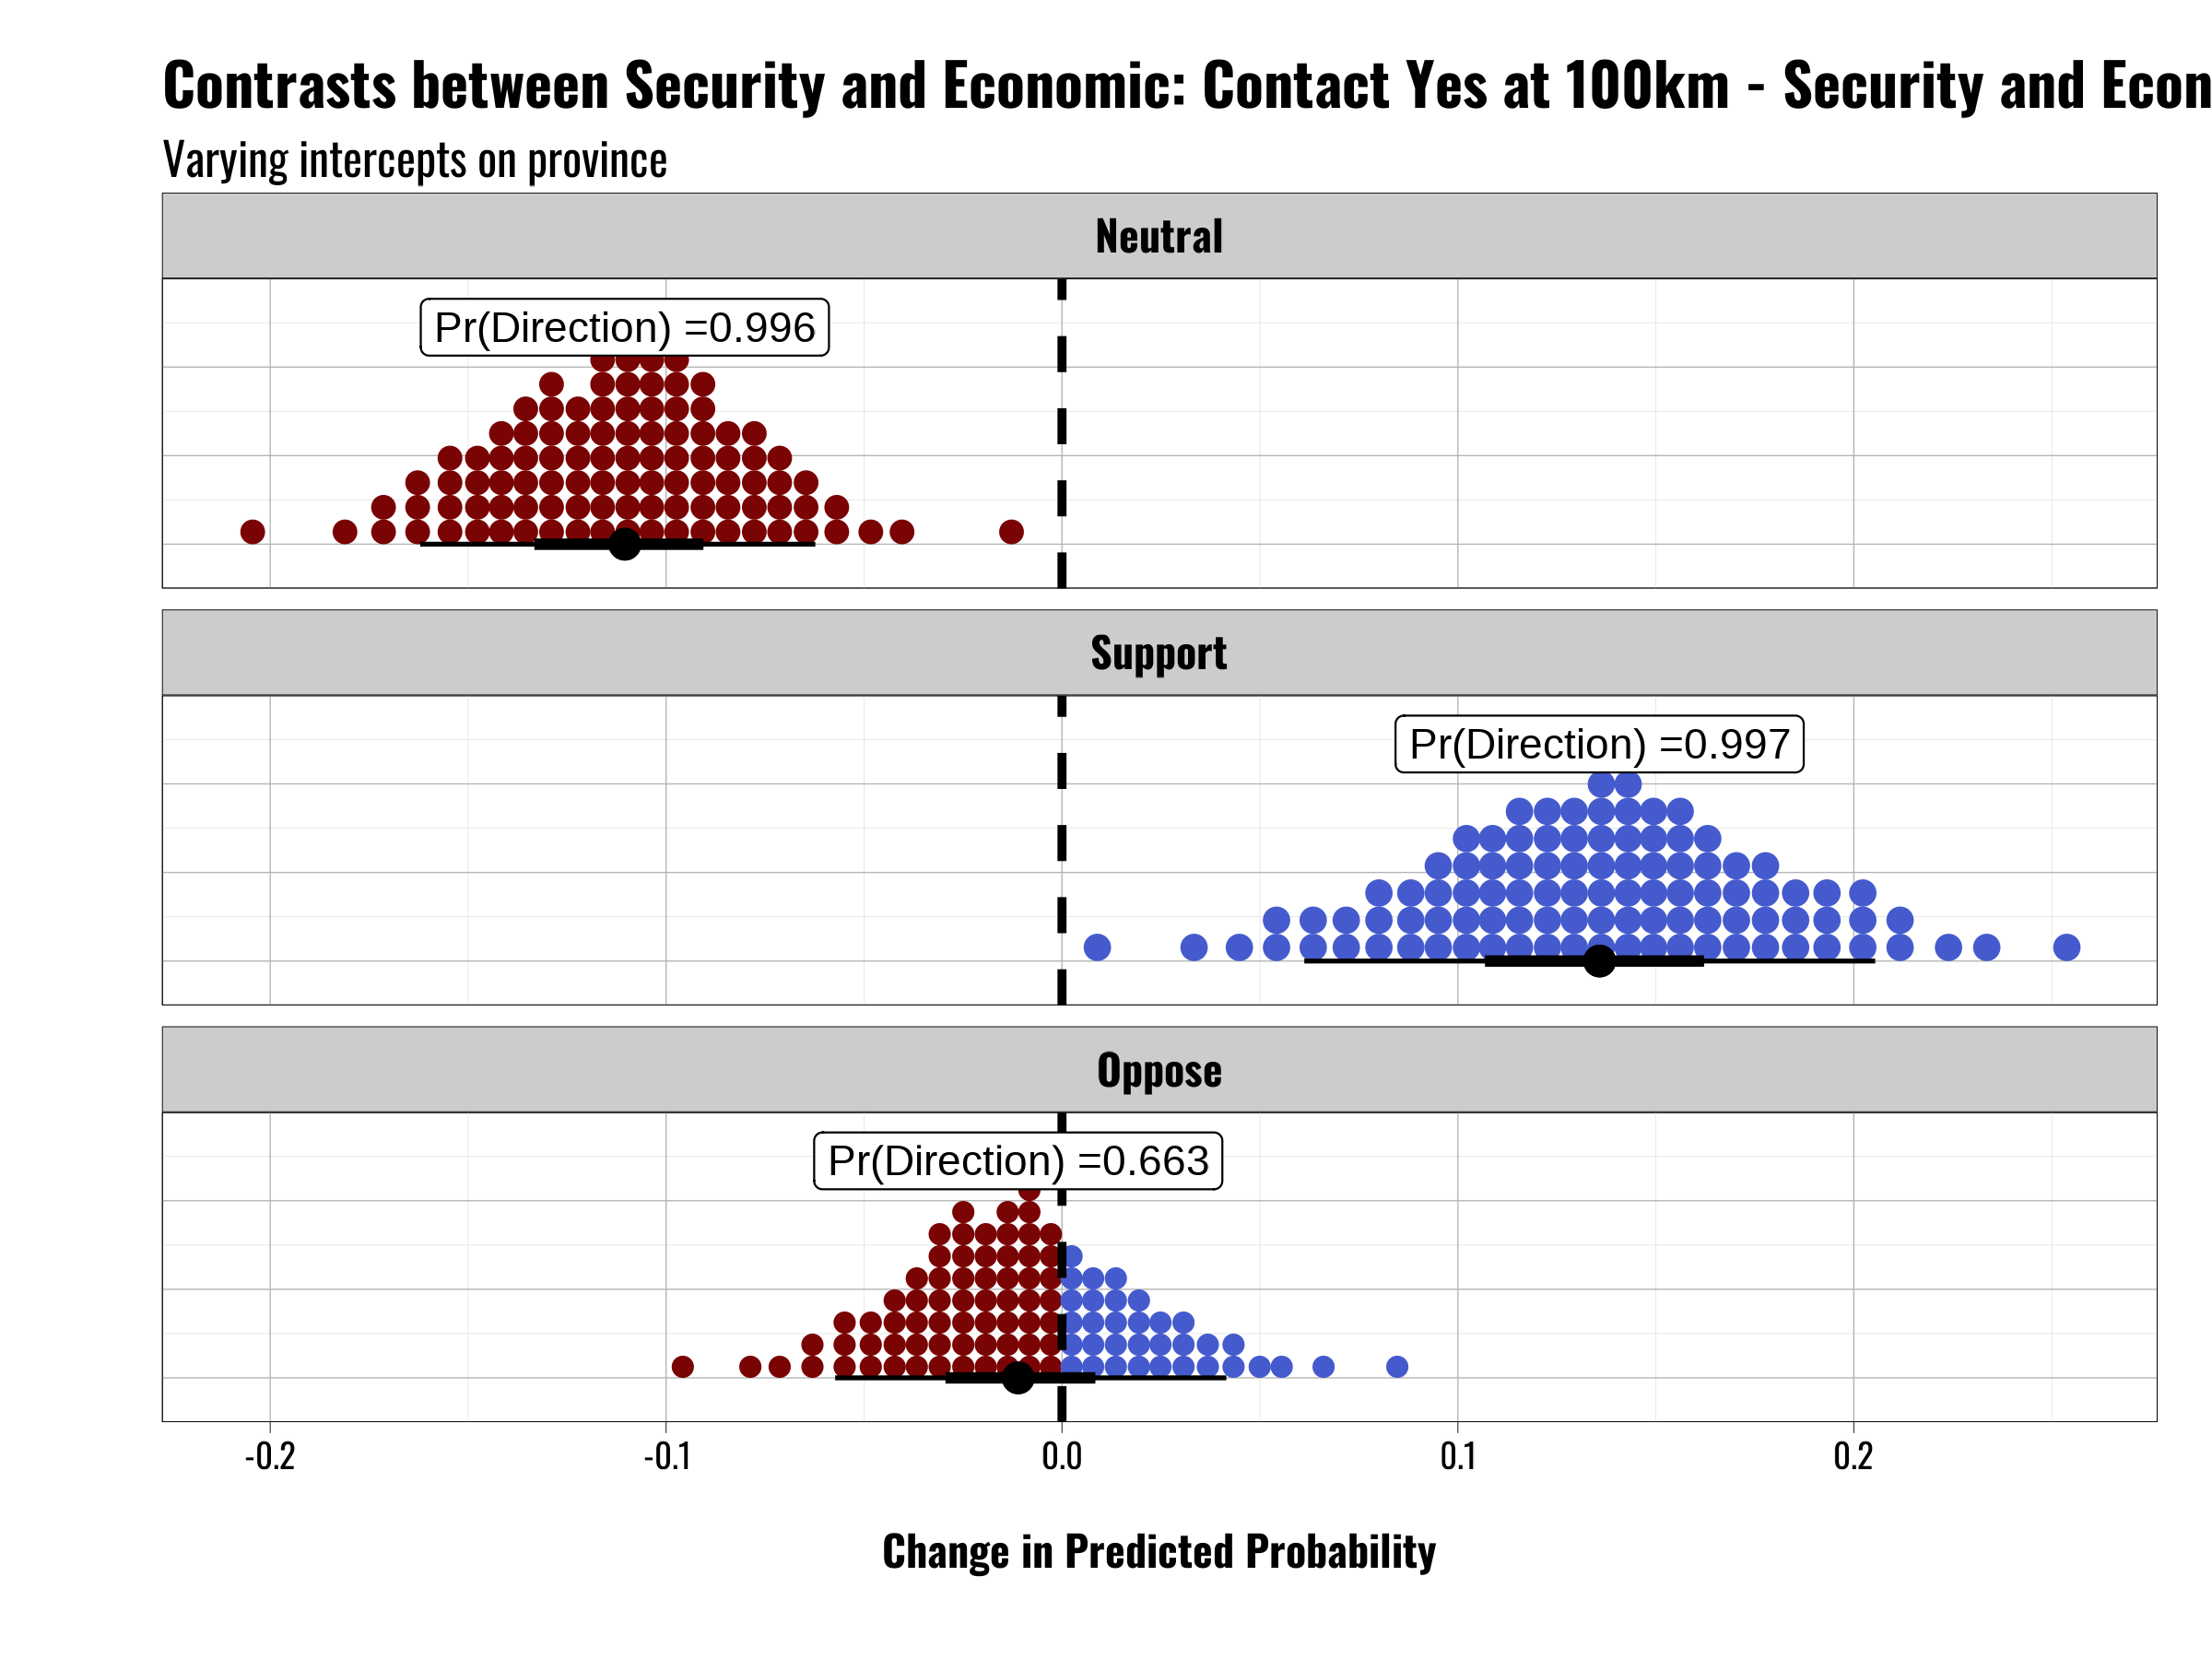 Contrasts between Security and Economic: Contact Yes at 100km - Security and Econ
Varying intercepts on province
Neutral
Pr(Direction) =0.996
Support
Pr(Direction) =0.997
Oppose
Pr(Direction) =0.663
-0.2 -0.1 0.0 0.1 0.2
Change in Predicted Probability